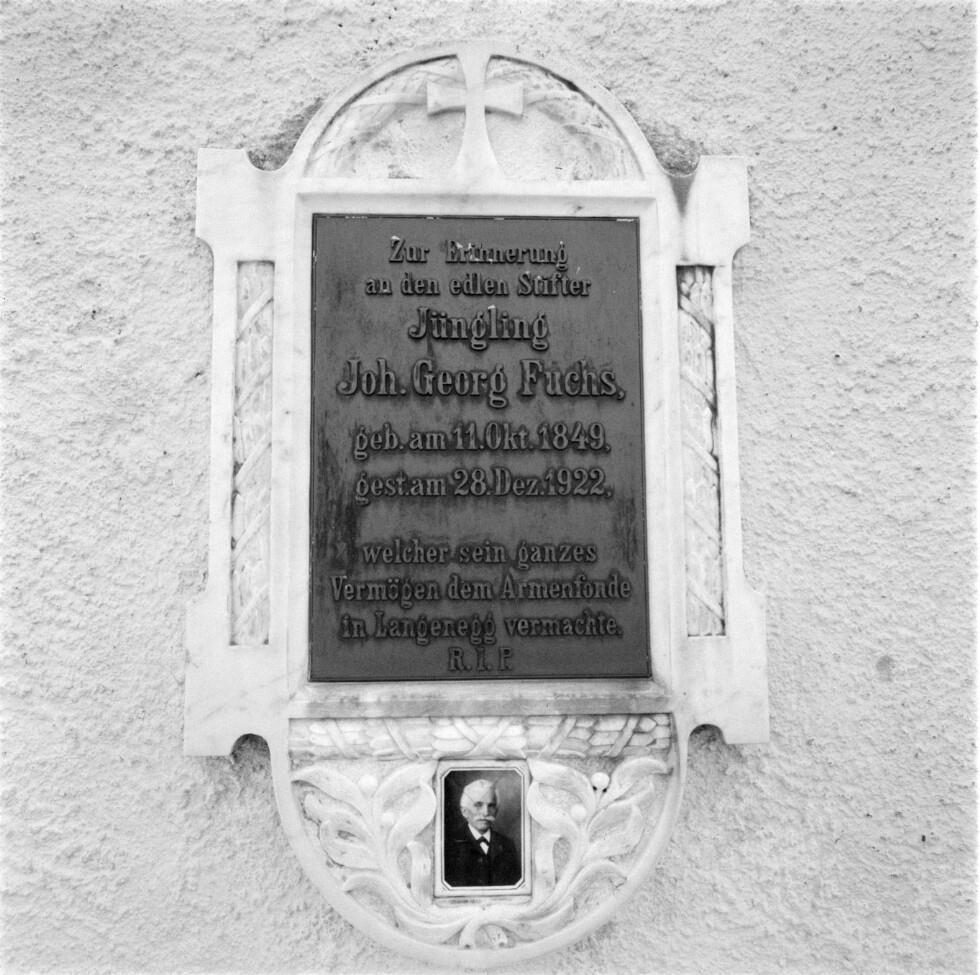 Zur Erinnerung
an den edlen Stifter
Jüngling
Joh. Georg Fuchs,
geb. am 11. Okt. 1849,
gest. am 28. Dez. 1922,
welcher sein ganzes
Vermögen dem Armenfonde
in Langenegg vermachte.
R. I. P.